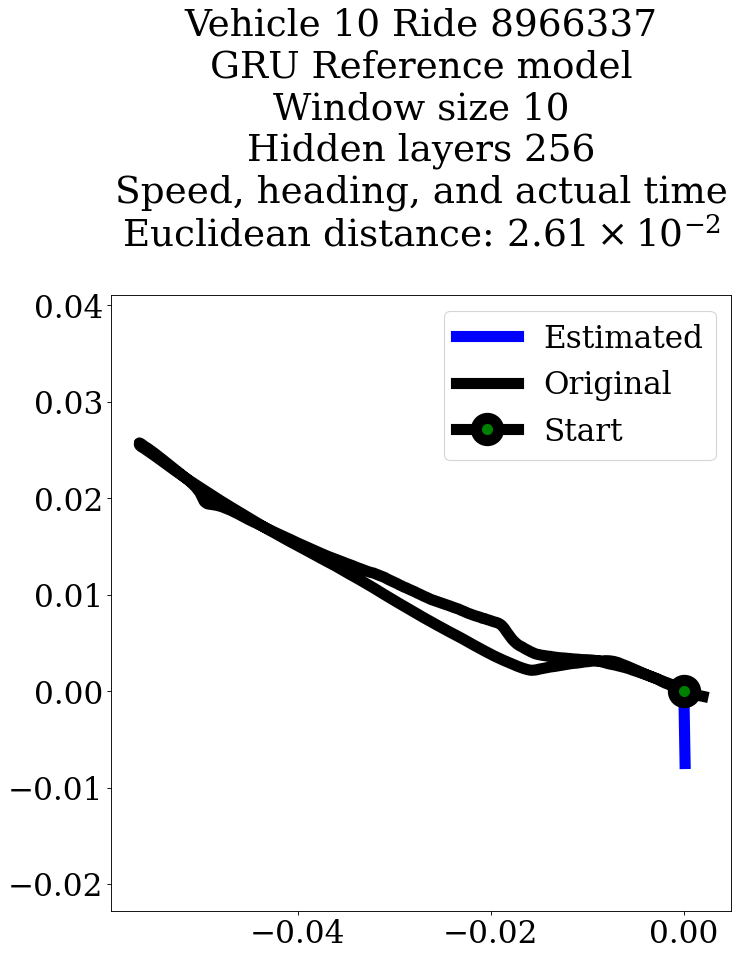 Vehicle 10 Ride 8966337
GRU Reference model
Window size 10
Hidden layers 256
Speed, heading, and actual time
Euclidean distance: 2.61 × 10⁻²
0.04
0.03
0.02
0.01
0.00
−0.01
−0.02
Estimated
Original
Start
−0.04
−0.02
0.00